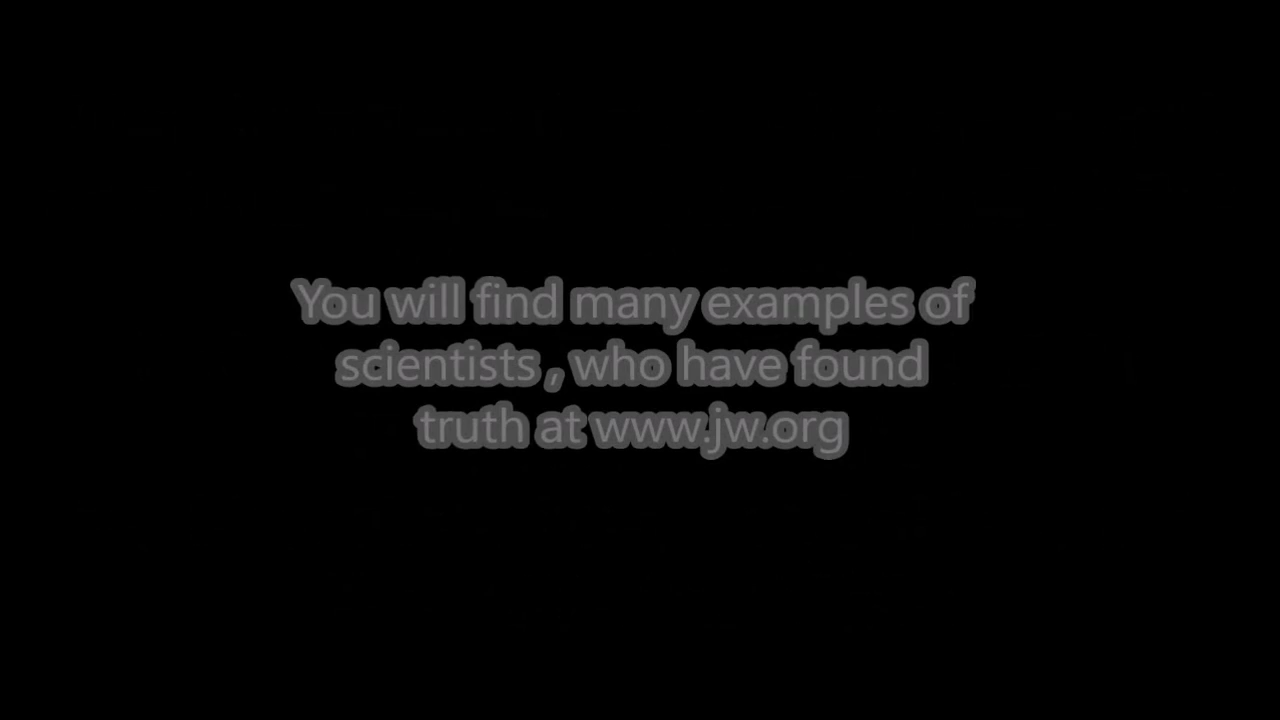 You will find many examples of
scientists , who have found
truth at www.jw.org